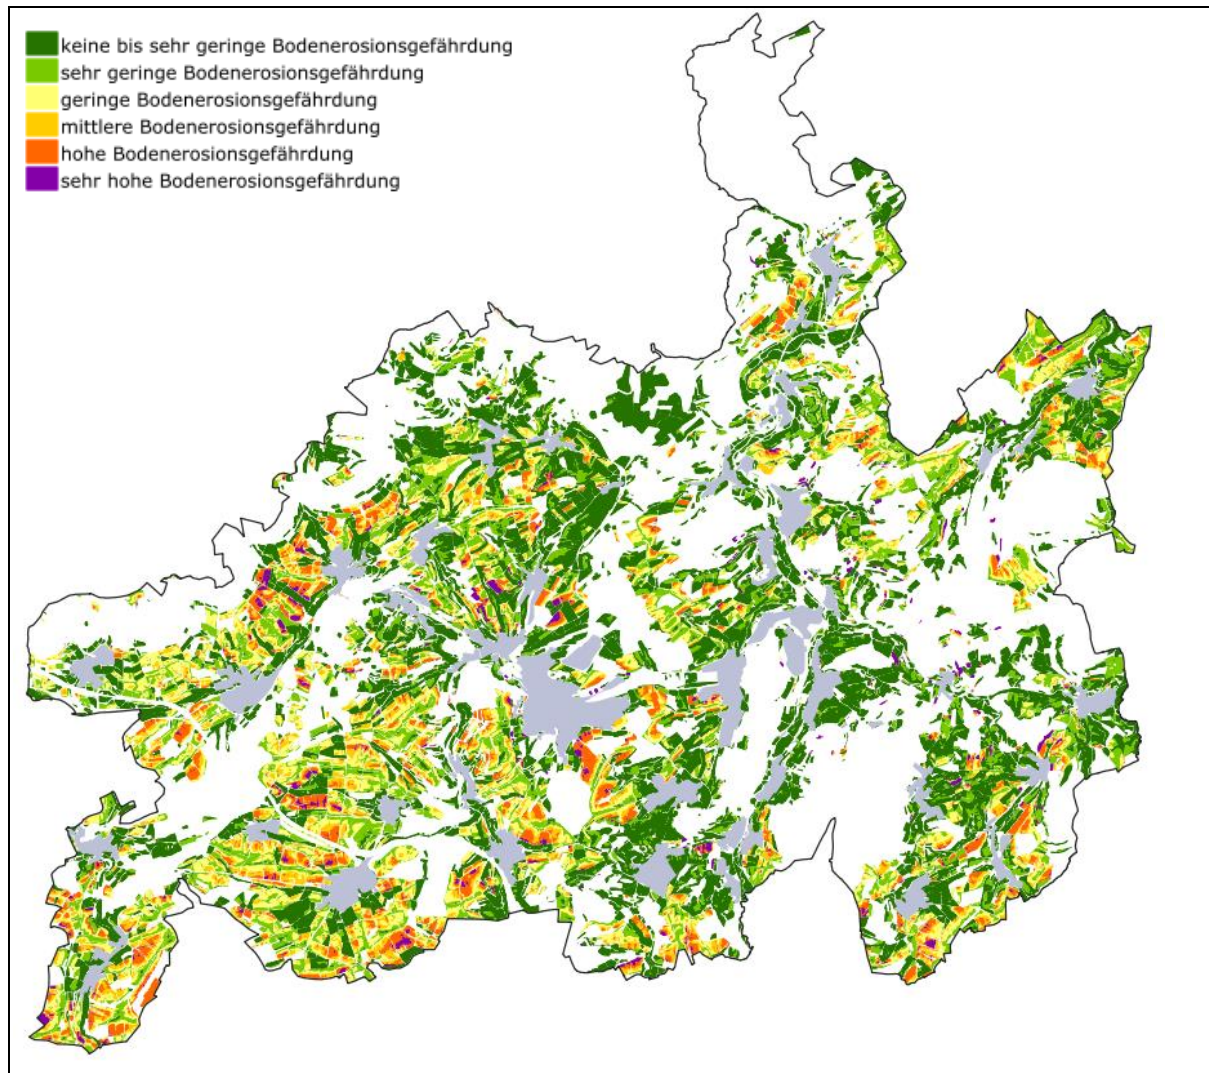 keine bis sehr geringe Bodenerosionsgefährdung
sehr geringe Bodenerosionsgefährdung
geringe Bodenerosionsgefährdung
mittlere Bodenerosionsgefährdung
hohe Bodenerosionsgefährdung
sehr hohe Bodenerosionsgefährdung